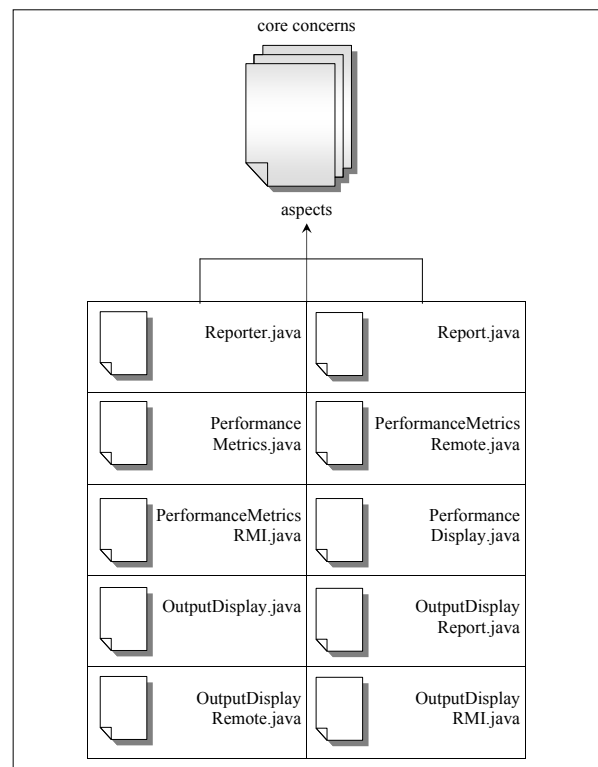 core concerns
aspects
Reporter.java
Report.java
Performance
Metrics.java
PerformanceMetrics
Remote.java
PerformanceMetrics
RMI.java
Performance
Display.java
OutputDisplay.java
OutputDisplay
Report.java
OutputDisplay
Remote.java
OutputDisplay
RMI.java